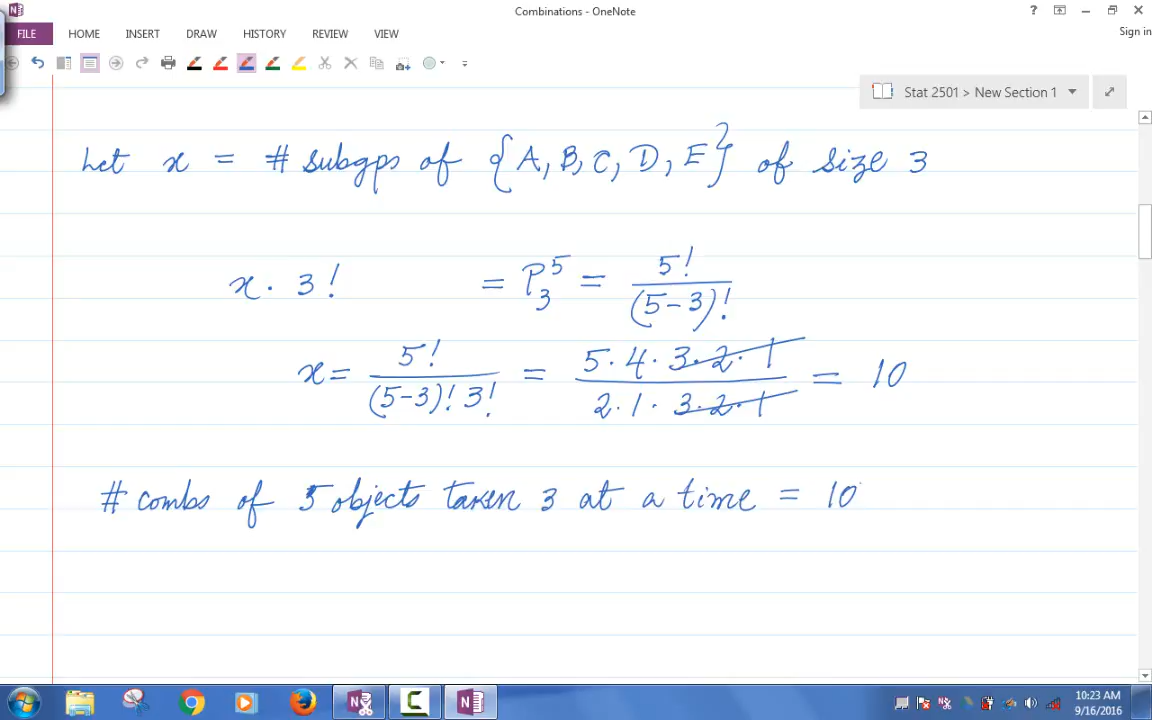 Combinations - OneNote
Sign in
FILE HOME INSERT DRAW HISTORY REVIEW VIEW
Stat 2501 > New Section 1
Let x = # subgps of {A, B, C, D, E} of size 3
x · 3! = P₃⁵ = 5! / (5-3)!
x = 5! / (5-3)! 3! = 5·4·3·2·1 / 2·1·3·2·1 = 10
# combs of 5 objects taken 3 at a time = 10
10:23 AM
9/16/2016